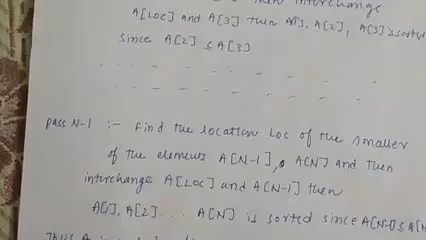 then interchange
A[LOC] and A[3] then A[1], A[2], A[3] is sorted
since A[2] ≤ A[3]
Pass N-1 :- Find the location LOC of the smaller
of the elements A[N-1], A[N] and then
interchange A[LOC] and A[N-1] then
A[1], A[2] ... A[N] is sorted since A[N-1] ≤ A[N